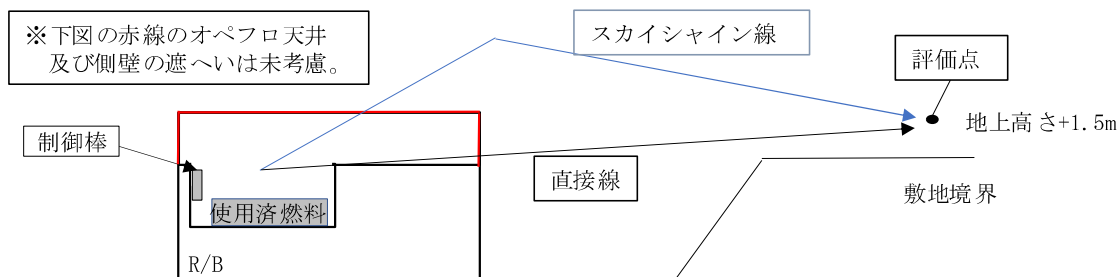 ※下図の赤線のオペフロ天井
及び側壁の遮へいは未考慮。
スカイシャイン線
評価点
地上高さ+1.5m
制御棒
直接線
敷地境界
使用済燃料
R/B